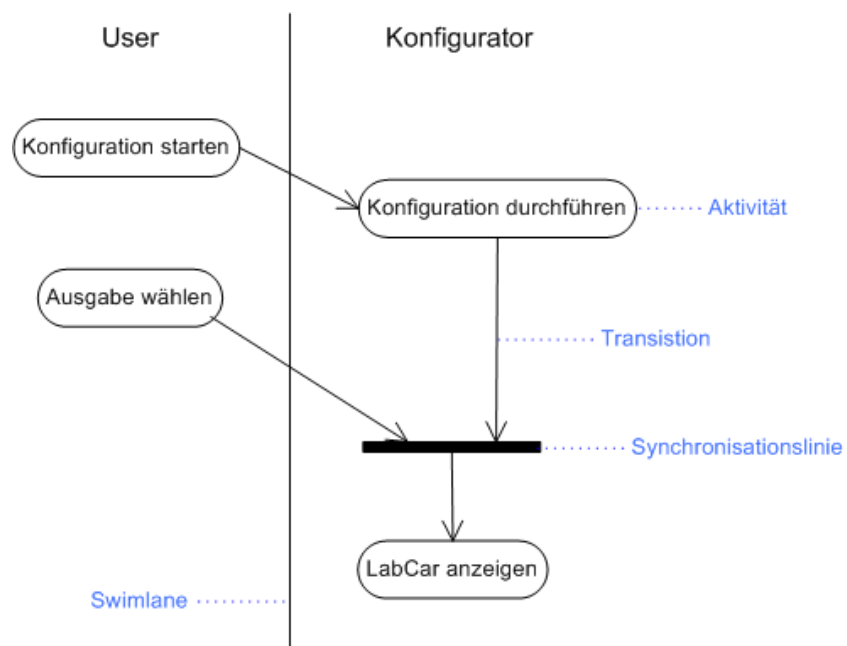 User
Konfigurator
Konfiguration starten
Konfiguration durchführen
Aktivität
Ausgabe wählen
Transistion
Synchronisationslinie
LabCar anzeigen
Swimlane